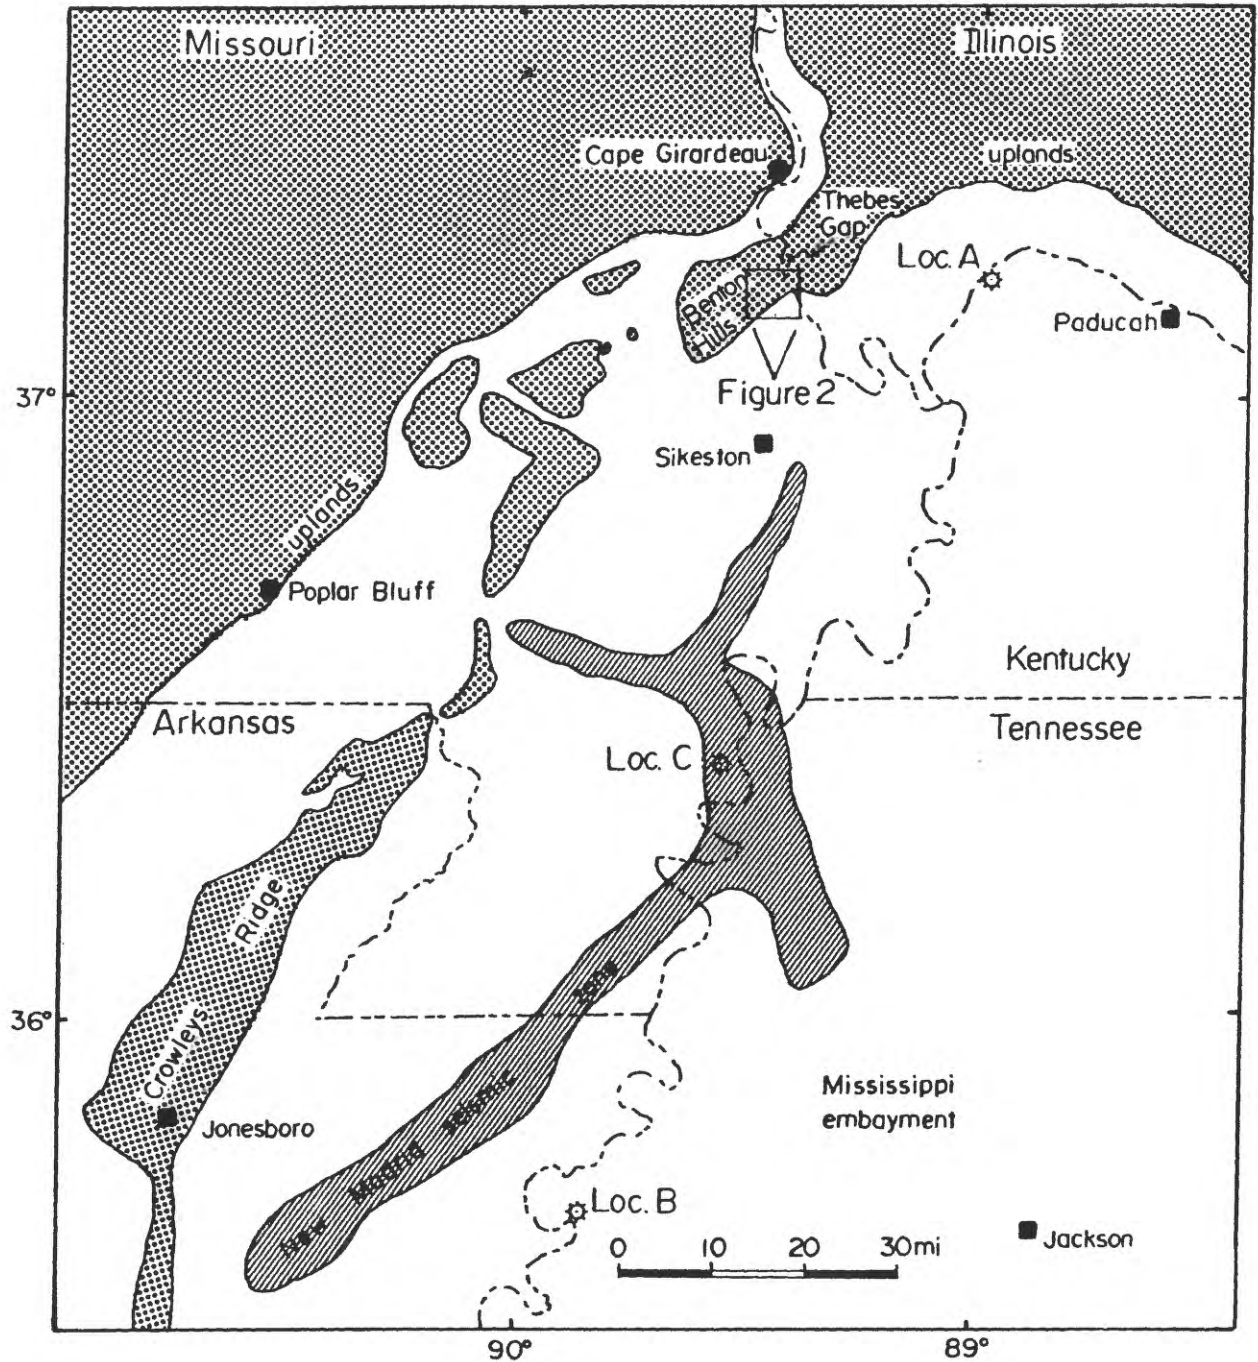 Missouri
Illinois
Cape Girardeau
uplands
Thebes
Gap
Loc. A
Benton
Hills
Paducah
37°
Figure 2
Sikeston
uplands
Poplar Bluff
Kentucky
Arkansas
Tennessee
Loc. C
Crowleys Ridge
New Madrid seismic zone
36°
Mississippi
embayment
Jonesboro
Loc. B
0 10 20 30mi
Jackson
90° 89°